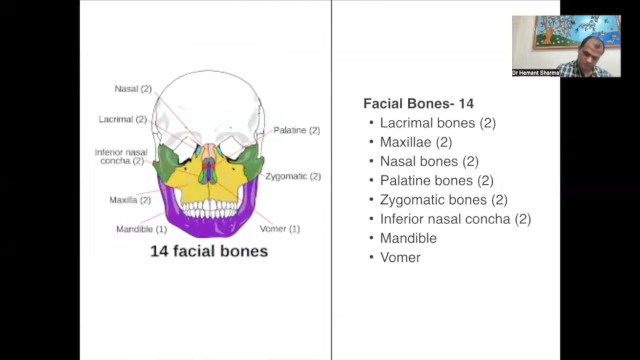 Nasal (2)
Lacrimal (2)
Inferior nasal
concha (2)
Maxilla (2)
Mandible (1)
Palatine (2)
Zygomatic (2)
Vomer (1)
14 facial bones
Facial Bones- 14
• Lacrimal bones (2)
• Maxillae (2)
• Nasal bones (2)
• Palatine bones (2)
• Zygomatic bones (2)
• Inferior nasal concha (2)
• Mandible
• Vomer
Dr Hemant Sharma